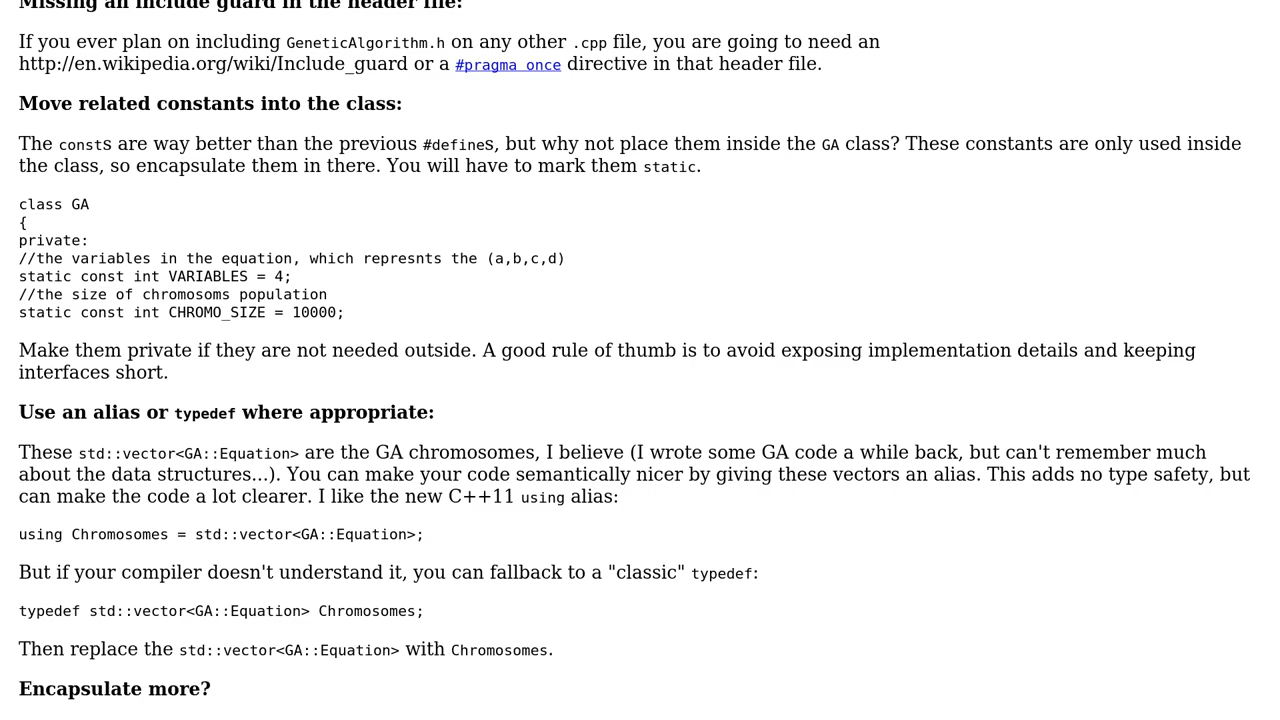 Missing an include guard in the header file:
If you ever plan on including GeneticAlgorithm.h on any other .cpp file, you are going to need an
http://en.wikipedia.org/wiki/Include_guard or a #pragma once directive in that header file.
Move related constants into the class:
The consts are way better than the previous #defines, but why not place them inside the GA class? These constants are only used inside
the class, so encapsulate them in there. You will have to mark them static.
class GA
{
private:
//the variables in the equation, which represnts the (a,b,c,d)
static const int VARIABLES = 4;
//the size of chromosoms population
static const int CHROMO_SIZE = 10000;
Make them private if they are not needed outside. A good rule of thumb is to avoid exposing implementation details and keeping
interfaces short.
Use an alias or typedef where appropriate:
These std::vector<GA::Equation> are the GA chromosomes, I believe (I wrote some GA code a while back, but can't remember much
about the data structures...). You can make your code semantically nicer by giving these vectors an alias. This adds no type safety, but
can make the code a lot clearer. I like the new C++11 using alias:
using Chromosomes = std::vector<GA::Equation>;
But if your compiler doesn't understand it, you can fallback to a "classic" typedef:
typedef std::vector<GA::Equation> Chromosomes;
Then replace the std::vector<GA::Equation> with Chromosomes.
Encapsulate more?